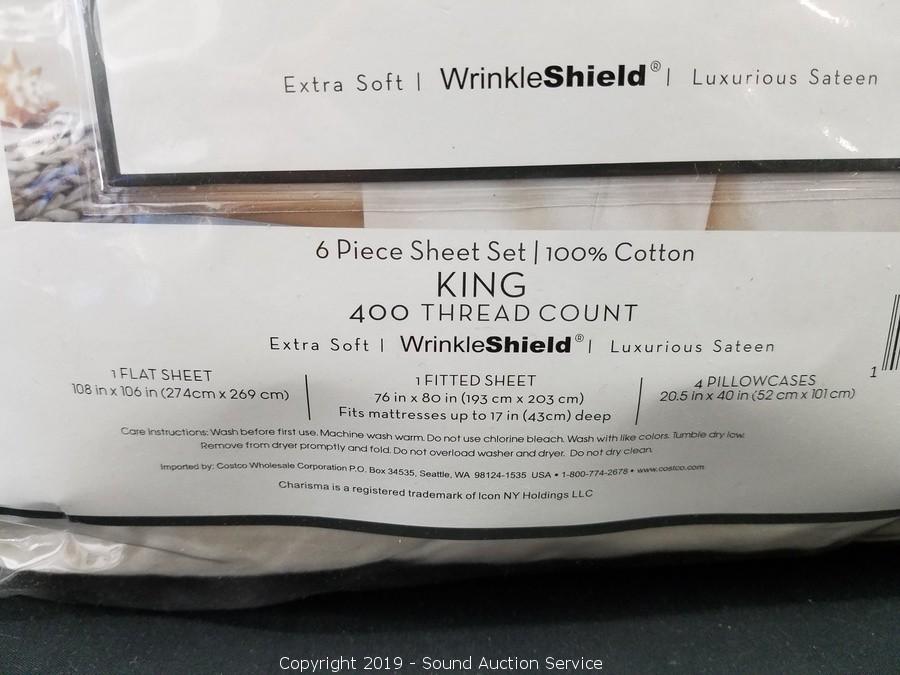 Extra Soft | WrinkleShield® | Luxurious Sateen
6 Piece Sheet Set | 100% Cotton
KING
400 THREAD COUNT
Extra Soft | WrinkleShield® | Luxurious Sateen
1 FLAT SHEET
108 in x 106 in (274cm x 269 cm)
1 FITTED SHEET
76 in x 80 in (193 cm x 203 cm)
Fits mattresses up to 17 in (43cm) deep
4 PILLOWCASES
20.5 in x 40 in (52 cm x 101 cm)
1
Care instructions: Wash before first use. Machine wash warm. Do not use chlorine bleach. Wash with like colors. Tumble dry low.
Remove from dryer promptly and fold. Do not overload washer and dryer. Do not dry clean.
Imported by: Costco Wholesale Corporation P.O. Box 34535, Seattle, WA 98124-1535 USA • 1-800-774-2678 • www.costco.com
Charisma is a registered trademark of Icon NY Holdings LLC
Copyright 2019 - Sound Auction Service